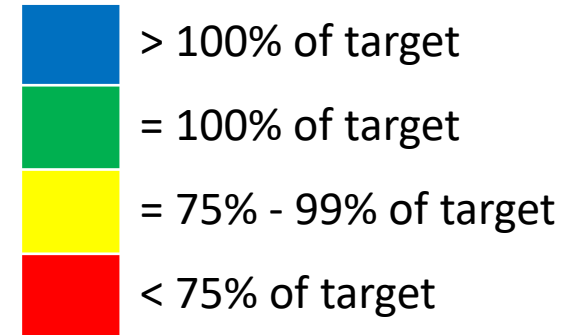 > 100% of target
= 100% of target
= 75% - 99% of target
< 75% of target